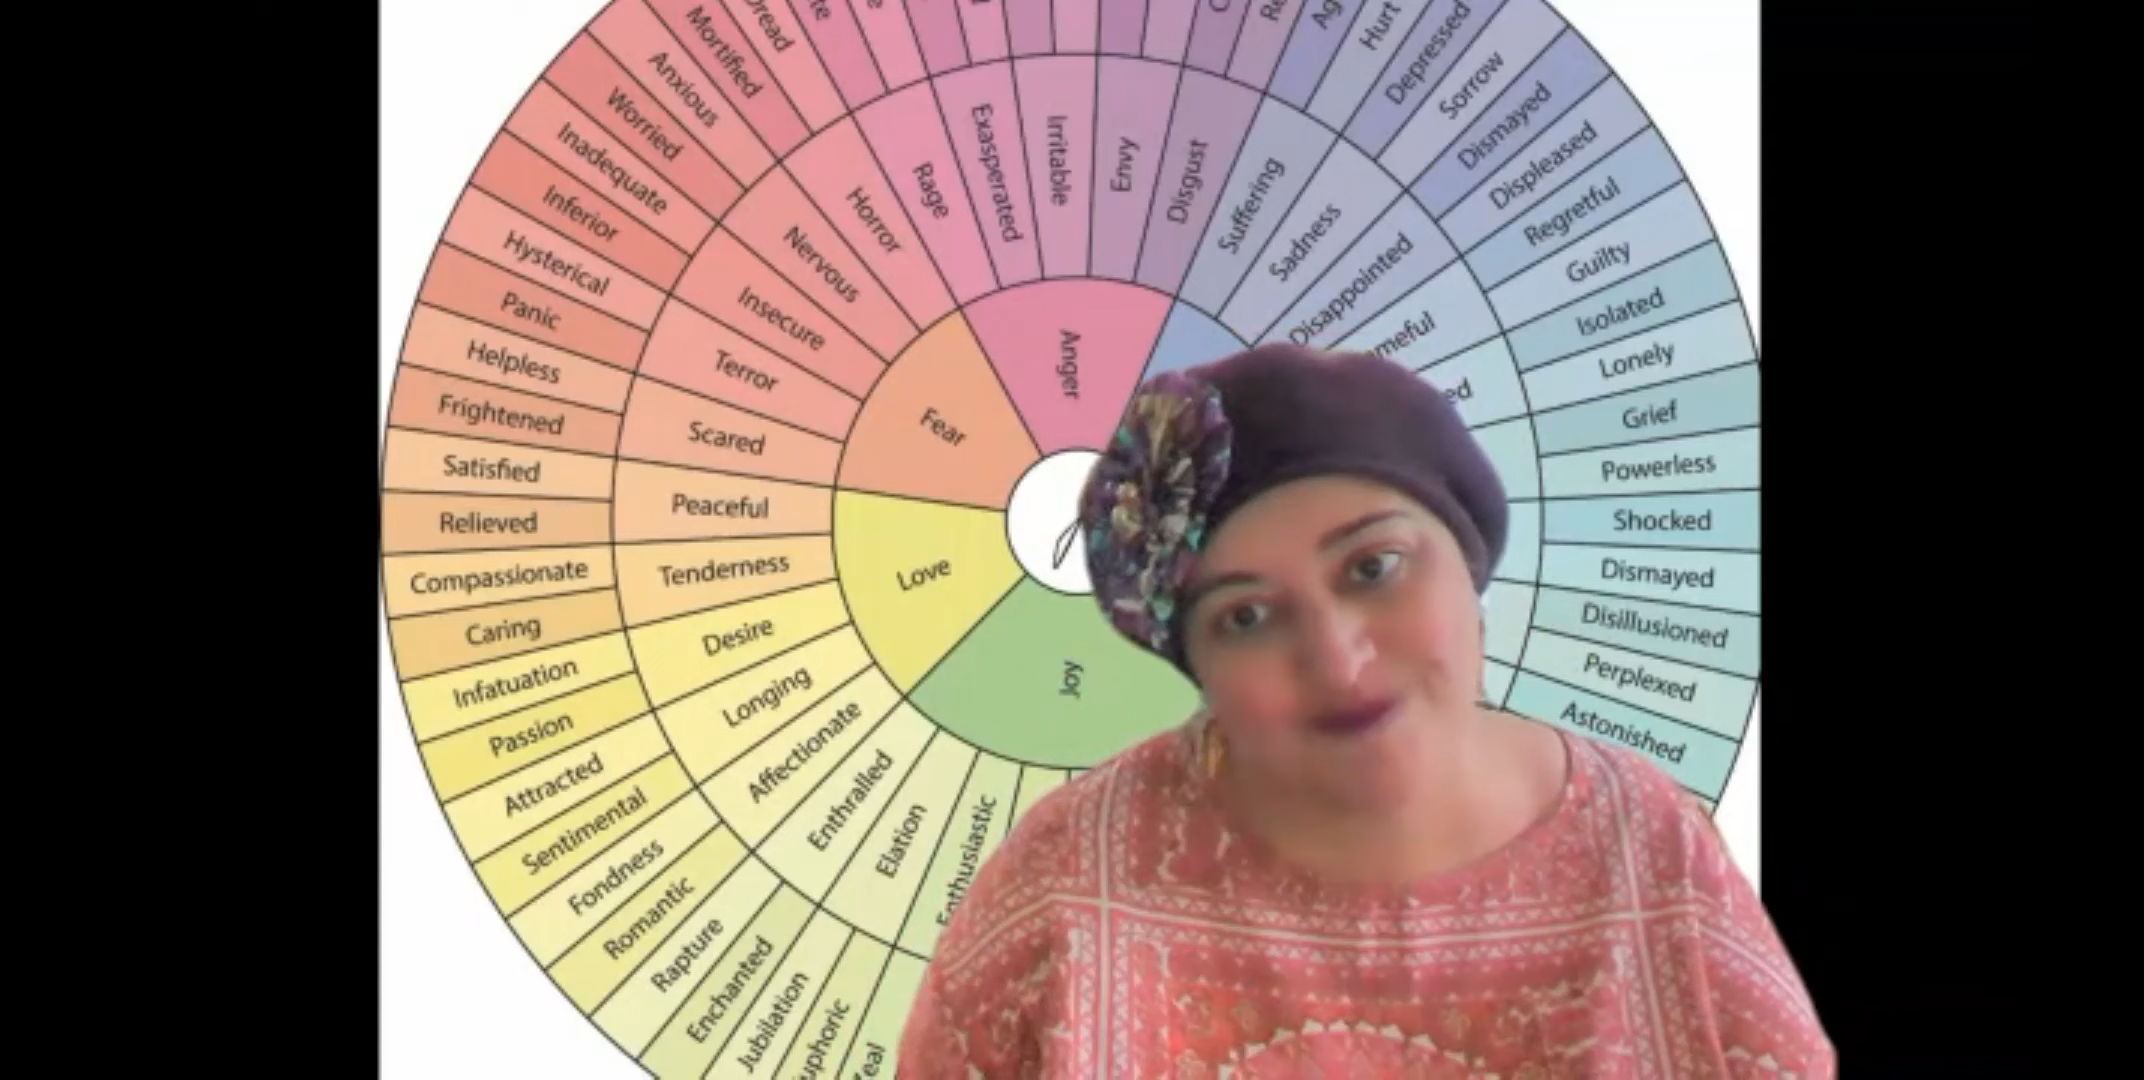 Anger
Fear
Love
Joy
Rage
Exasperated
Irritable
Envy
Disgust
Suffering
Sadness
Disappointed
Horror
Nervous
Insecure
Terror
Scared
Peaceful
Tenderness
Desire
Longing
Affectionate
Enthralled
Elation
Enthusiastic
Hurt
Depressed
Sorrow
Dismayed
Displeased
Regretful
Guilty
Isolated
Lonely
Grief
Powerless
Shocked
Dismayed
Disillusioned
Perplexed
Astonished
Mortified
Anxious
Worried
Inadequate
Inferior
Hysterical
Panic
Helpless
Frightened
Satisfied
Relieved
Compassionate
Caring
Infatuation
Passion
Attracted
Sentimental
Fondness
Romantic
Rapture
Enchanted
Jubilation